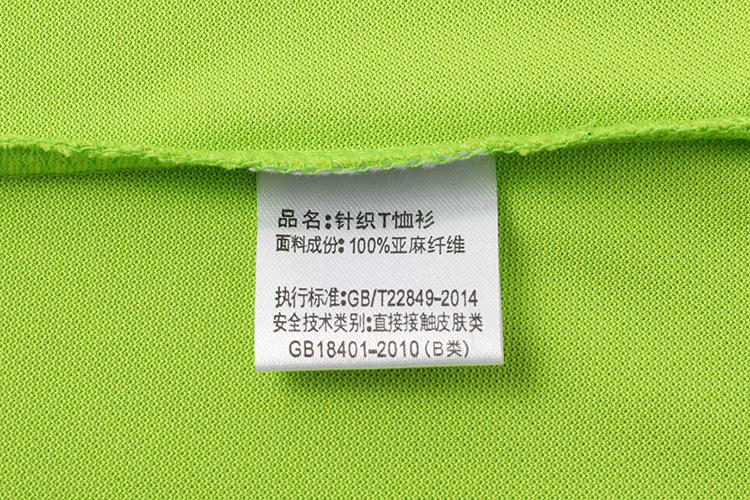 品名:针织T恤衫
面料成份:100%亚麻纤维
执行标准:GB/T22849-2014
安全技术类别:直接接触皮肤类
GB18401-2010(B类)